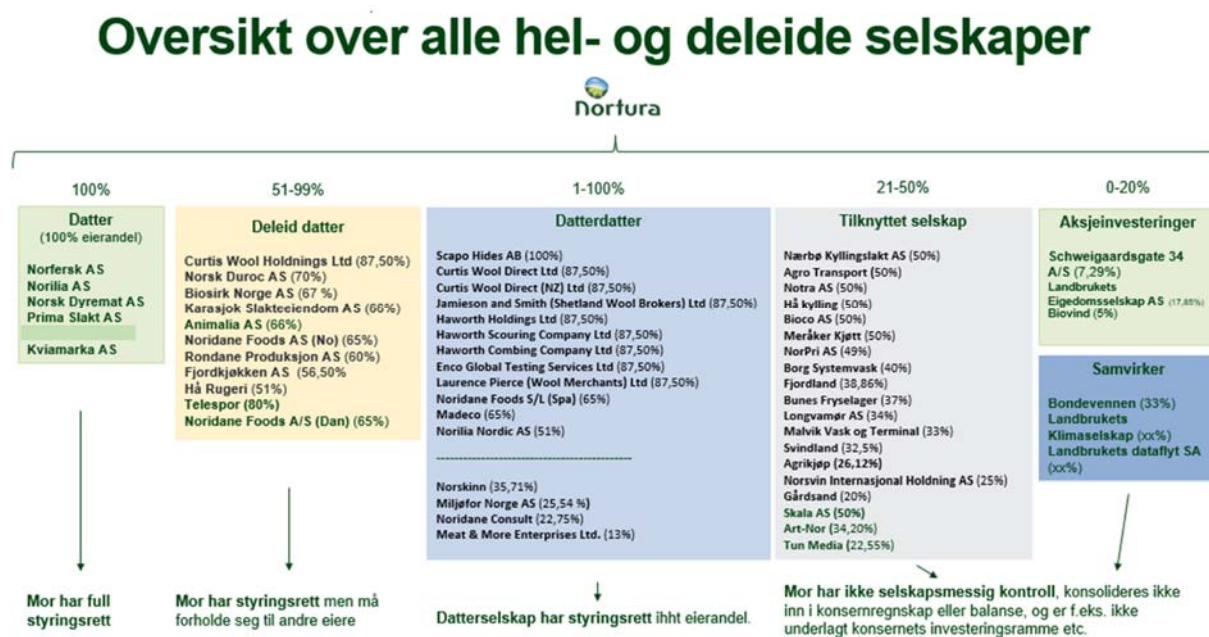 Oversikt over alle hel- og deleide selskaper
nortura
100%
51-99%
1-100%
21-50%
0-20%
Datter
(100% eierandel)
Norfersk AS
Norilia AS
Norsk Dyremat AS
Prima Slakt AS
Kviamarka AS
Deleid datter
Curtis Wool Holdnings Ltd (87,50%)
Norsk Duroc AS (70%)
Biosirk Norge AS (67 %)
Karasjok Slakteeiendom AS (66%)
Animalia AS (66%)
Noridane Foods AS (No) (65%)
Rondane Produksjon AS (60%)
Fjordkjøkken AS (56,50%
Hå Rugeri (51%)
Telespor (80%)
Noridane Foods A/S (Dan) (65%)
Datterdatter
Scapo Hides AB (100%)
Curtis Wool Direct Ltd (87,50%)
Curtis Wool Direct (NZ) Ltd (87,50%)
Jamieson and Smith (Shetland Wool Brokers) Ltd (87,50%)
Haworth Holdings Ltd (87,50%)
Haworth Scouring Company Ltd (87,50%)
Haworth Combing Company Ltd (87,50%)
Enco Global Testing Services Ltd (87,50%)
Laurence Pierce (Wool Merchants) Ltd (87,50%)
Noridane Foods S/L (Spa) (65%)
Madeco (65%)
Norilia Nordic AS (51%)
Norskinn (35,71%)
Miljøfor Norge AS (25,54 %)
Noridane Consult (22,75%)
Meat & More Enterprises Ltd. (13%)
Tilknyttet selskap
Nærbø Kyllingslakt AS (50%)
Agro Transport (50%)
Notra AS (50%)
Hå kylling (50%)
Bioco AS (50%)
Meråker Kjøtt (50%)
NorPri AS (49%)
Borg Systemvask (40%)
Fjordland (38,86%)
Bunes Fryselager (37%)
Longvamør AS (34%)
Malvik Vask og Terminal (33%)
Svindland (32,5%)
Agrikjøp (26,12%)
Norsvin Internasjonal Holdning AS (25%)
Gårdsand (20%)
Skala AS (50%)
Art-Nor (34,20%)
Tun Media (22,55%)
Aksjeinvesteringer
Schweigaardsgate 34
A/S (7,29%)
Landbrukets
Eigedomsselskap AS (17,85%)
Biovind (5%)
Samvirker
Bondevennen (33%)
Landbrukets
Klimaselskap (xx%)
Landbrukets dataflyt SA
(xx%)
Mor har full
styringsrett
Mor har styringsrett men må
forholde seg til andre eiere
Datterselskap har styringsrett ihht eierandel.
Mor har ikke selskapsmessig kontroll, konsolideres ikke
inn i konsernregnskap eller balanse, og er f.eks. ikke
underlagt konsernets investeringsramme etc.